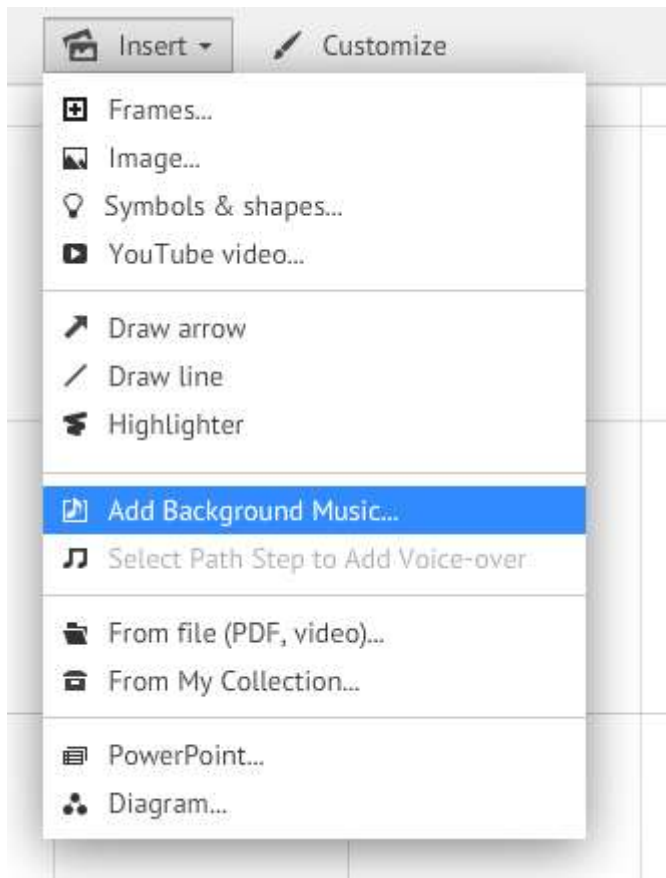 Insert Customize
Frames...
Image...
Symbols & shapes...
YouTube video...
Draw arrow
Draw line
Highlighter
Add Background Music...
Select Path Step to Add Voice-over
From file (PDF, video)...
From My Collection...
PowerPoint...
Diagram...